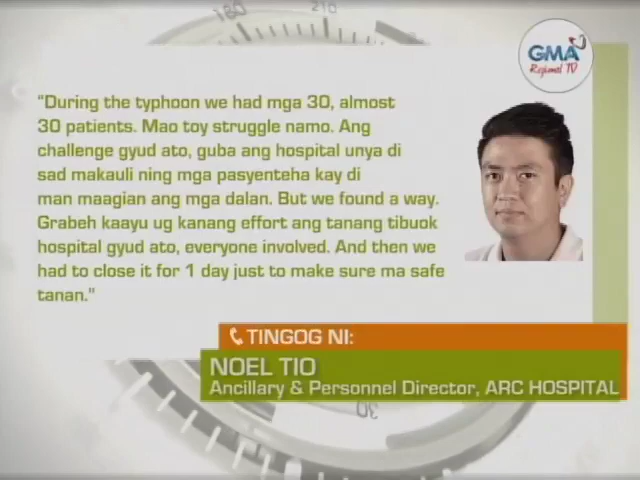 081
GMA
Regional TV
"During the typhoon we had mga 30, almost
30 patients. Mao toy struggle namo. Ang
challenge gyud ato, guba ang hospital unya di
sad makauli ning mga pasyenteha kay di
man maagian ang mga dalan. But we found a way.
Grabeh kaayu ug kanang effort ang tanang tibuok
hospital gyud ato, everyone involved. And then we
had to close it for 1 day just to make sure ma safe
tanan."
TINGOG NI:
NOEL TIO
Ancillary & Personnel Director, ARC HOSPITAL
30